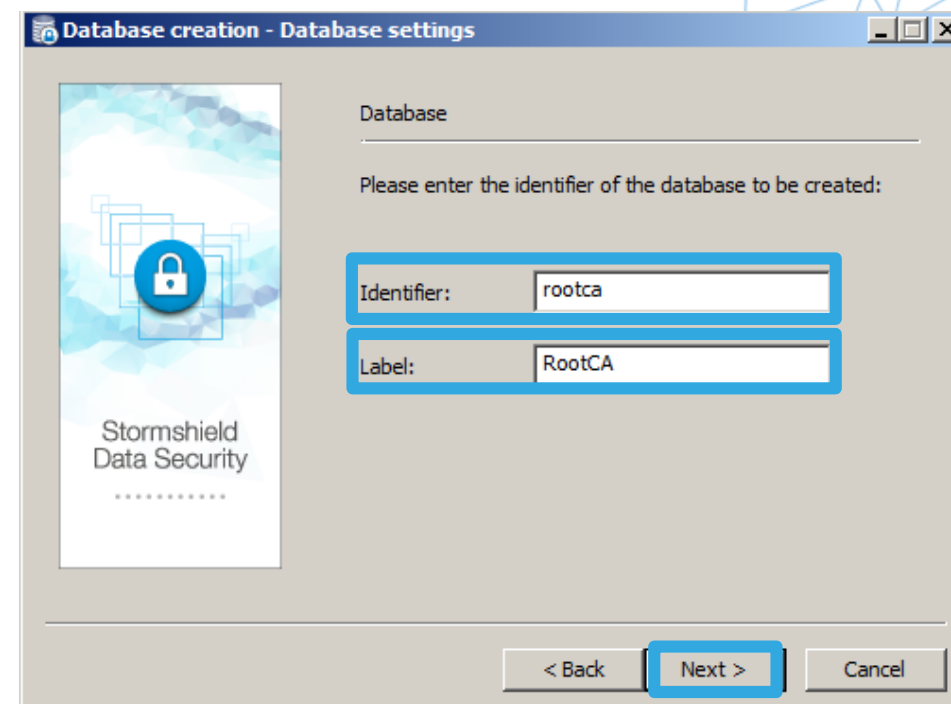 Database creation - Database settings
Database
Please enter the identifier of the database to be created:
Identifier: rootca
Label: RootCA
Stormshield
Data Security
< Back Next > Cancel